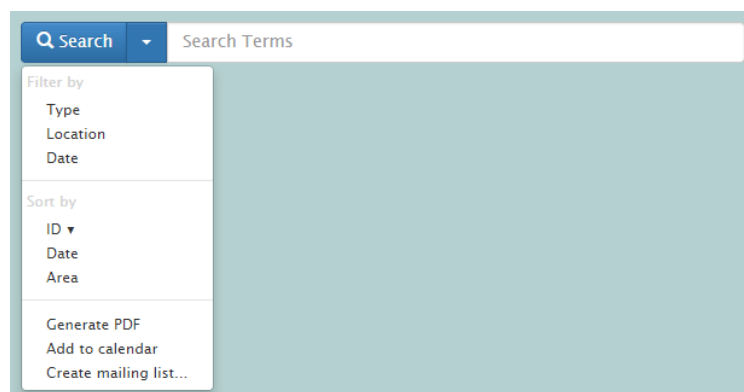 Search
Search Terms
Filter by
Type
Location
Date
Sort by
ID ▾
Date
Area
Generate PDF
Add to calendar
Create mailing list...